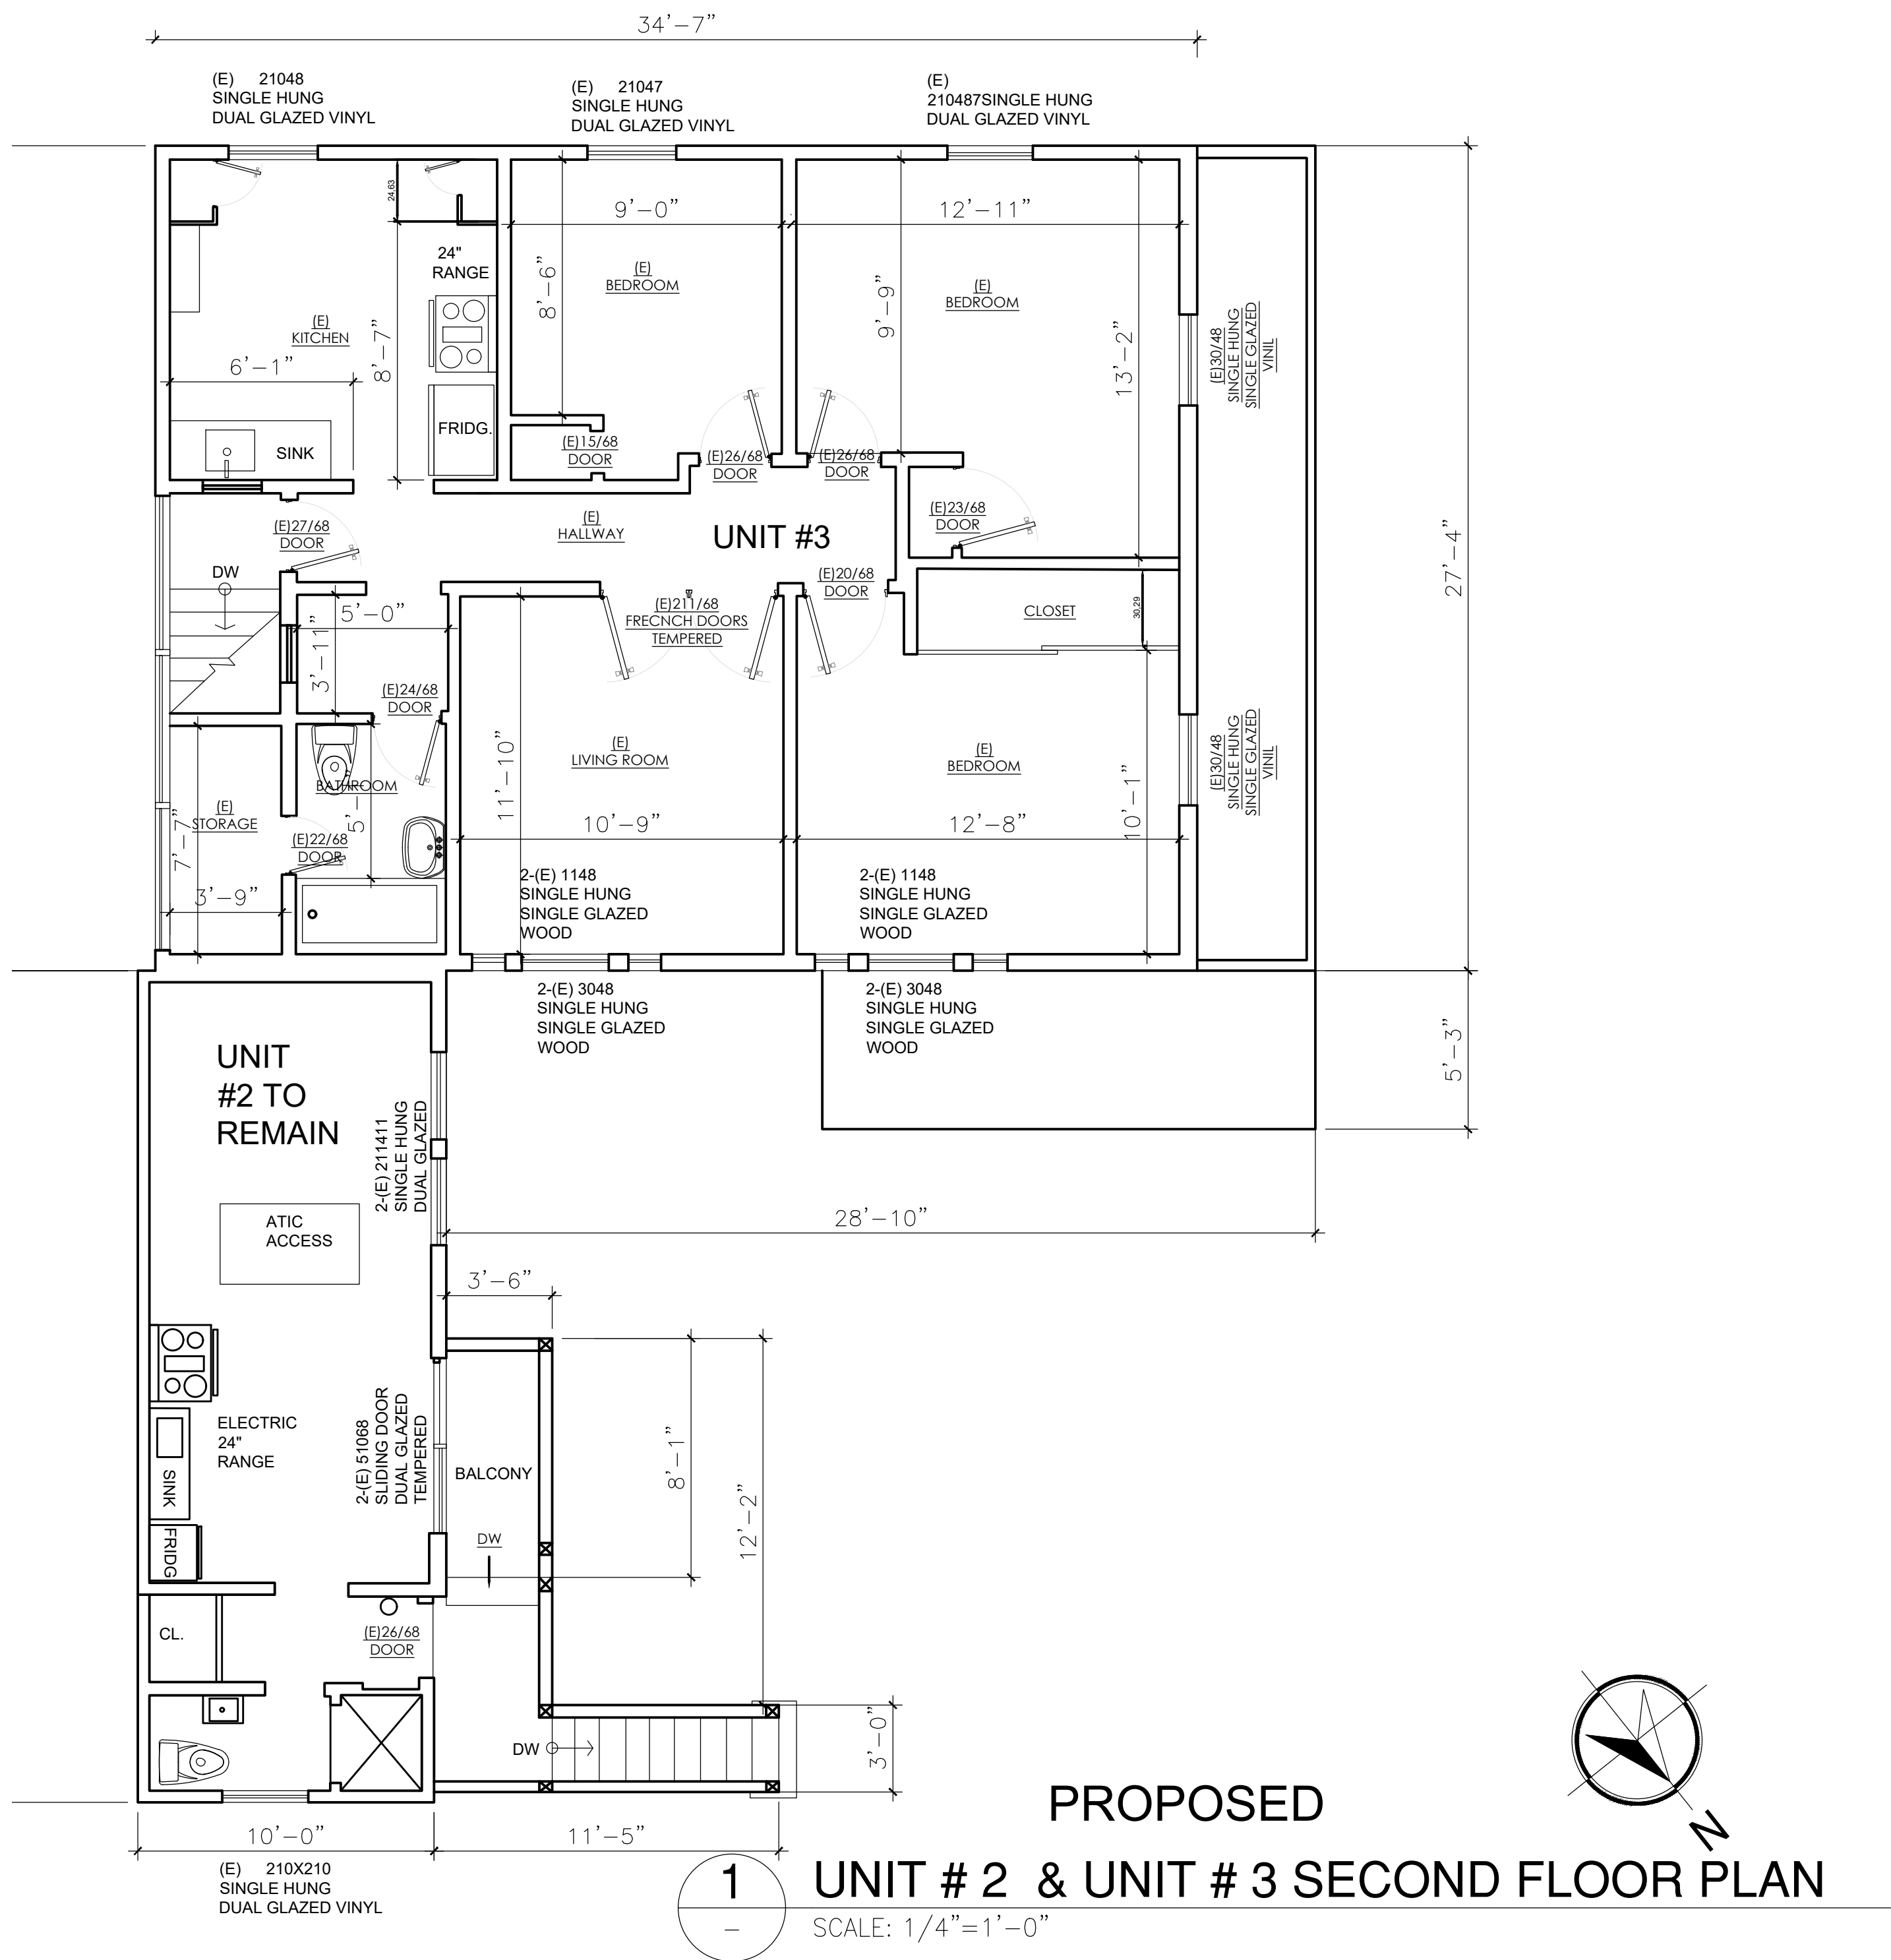 34'-7"
(E) 21048
SINGLE HUNG
DUAL GLAZED VINYL
(E) 21047
SINGLE HUNG
DUAL GLAZED VINYL
(E)
210487SINGLE HUNG
DUAL GLAZED VINYL
24,63
9'-0"
12'-11"
24"
RANGE
(E)
BEDROOM
8'-6"
(E)
BEDROOM
9'-9"
13'-2"
(E)
KITCHEN
6'-1"
8'-7"
(E)30/48
SINGLE HUNG
SINGLE GLAZED
VINIL
FRIDG.
SINK
(E)15/68
DOOR
(E)26/68
DOOR
(E)26/68
DOOR
(E)27/68
DOOR
(E)
HALLWAY
UNIT #3
(E)23/68
DOOR
27'-4"
DW
5'-0"
3'-11"
(E)211/68
FRECNCH DOORS
TEMPERED
(E)20/68
DOOR
CLOSET
30,29
(E)24/68
DOOR
BATHROOM
5'-
(E)
STORAGE
7'-7"
3'-9"
(E)22/68
DOOR
(E)
LIVING ROOM
11'-10"
10'-9"
(E)
BEDROOM
12'-8"
10'-1"
(E)30/48
SINGLE HUNG
SINGLE GLAZED
VINIL
2-(E) 1148
SINGLE HUNG
SINGLE GLAZED
WOOD
2-(E) 1148
SINGLE HUNG
SINGLE GLAZED
WOOD
2-(E) 3048
SINGLE HUNG
SINGLE GLAZED
WOOD
2-(E) 3048
SINGLE HUNG
SINGLE GLAZED
WOOD
5'-3"
UNIT
#2 TO
REMAIN
2-(E) 211411
SINGLE HUNG
DUAL GLAZED
ATIC
ACCESS
28'-10"
3'-6"
ELECTRIC
24"
RANGE
SINK
FRIDG
2-(E) 51068
SLIDING DOOR
DUAL GLAZED
TEMPERED
BALCONY
DW
8'-1"
12'-2"
CL.
(E)26/68
DOOR
DW
3'-0"
10'-0"
11'-5"
(E) 210X210
SINGLE HUNG
DUAL GLAZED VINYL
N
PROPOSED
1
–
UNIT # 2 & UNIT # 3 SECOND FLOOR PLAN
SCALE: 1/4"=1'-0"